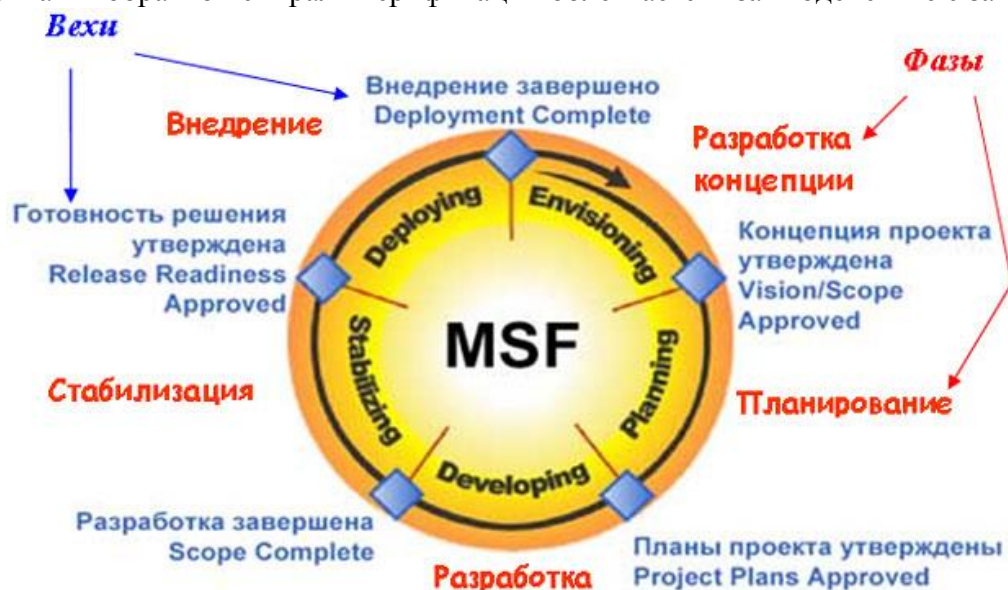 Вехи
Фазы
Внедрение завершено
Deployment Complete
Внедрение
Разработка
концепции
Готовность решения
утверждена
Release Readiness
Approved
Концепция проекта
утверждена
Vision/Scope
Approved
Deploying
Envisioning
MSF
Stabilizing
Planning
Developing
Стабилизация
Планирование
Разработка завершена
Scope Complete
Разработка
Планы проекта утверждены
Project Plans Approved